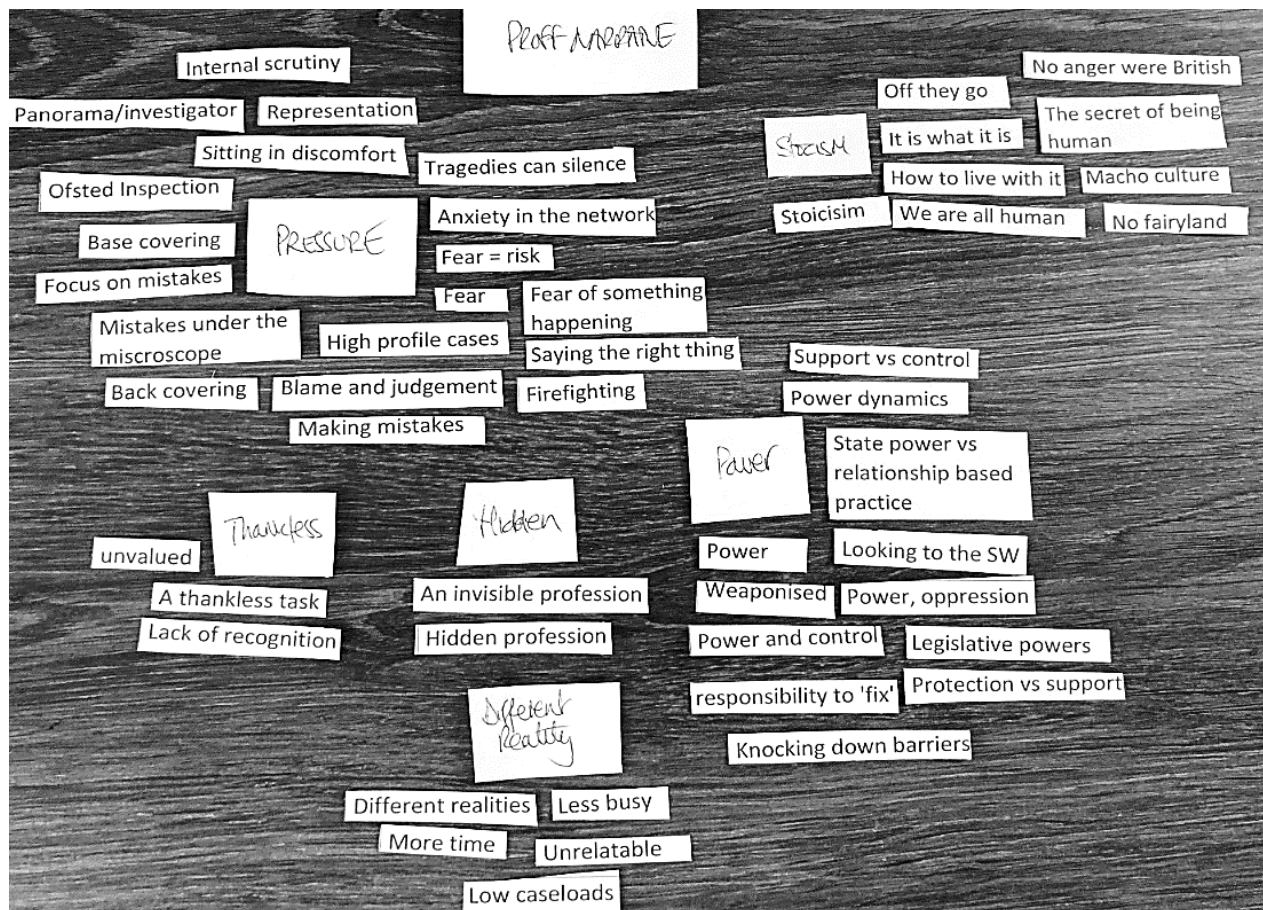 PROFF NARRATIVE
Internal scrutiny
Panorama/investigator
Representation
Sitting in discomfort
Tragedies can silence
Ofsted Inspection
PRESSURE
Anxiety in the network
Base covering
Fear = risk
Focus on mistakes
Fear
Fear of something
happening
Mistakes under the
miscroscope
High profile cases
Saying the right thing
Back covering
Blame and judgement
Firefighting
Making mistakes
No anger were British
Off they go
The secret of being
human
Stocism
It is what it is
How to live with it
Macho culture
Stoicisim
We are all human
No fairyland
Support vs control
Power dynamics
Power
State power vs
relationship based
practice
Power
Looking to the SW
Weaponised
Power, oppression
Power and control
Legislative powers
responsibility to 'fix'
Protection vs support
Knocking down barriers
Thankless
unvalued
A thankless task
Lack of recognition
Hidden
An invisible profession
Hidden profession
Different
Reality
Different realities
Less busy
More time
Unrelatable
Low caseloads